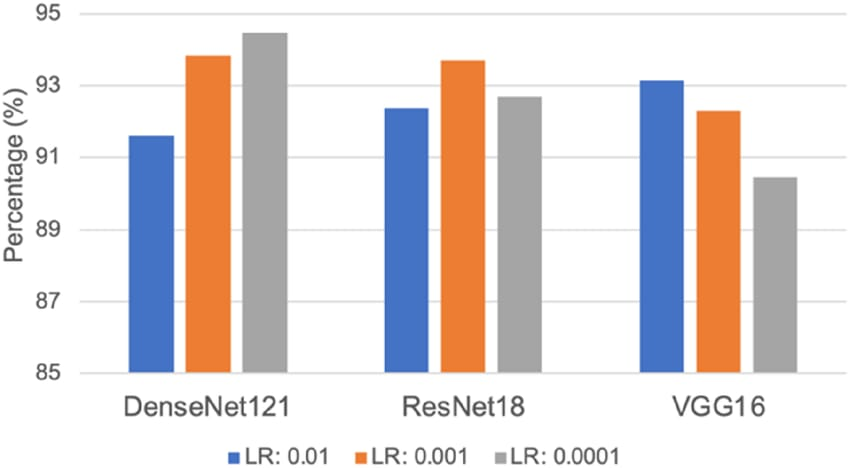 Percentage (%)
95
93
91
89
87
85
DenseNet121 ResNet18 VGG16
LR: 0.01 LR: 0.001 LR: 0.0001